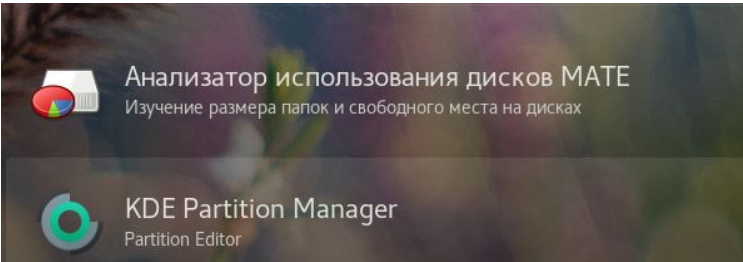 Анализатор использования дисков MATE
Изучение размера папок и свободного места на дисках
KDE Partition Manager
Partition Editor